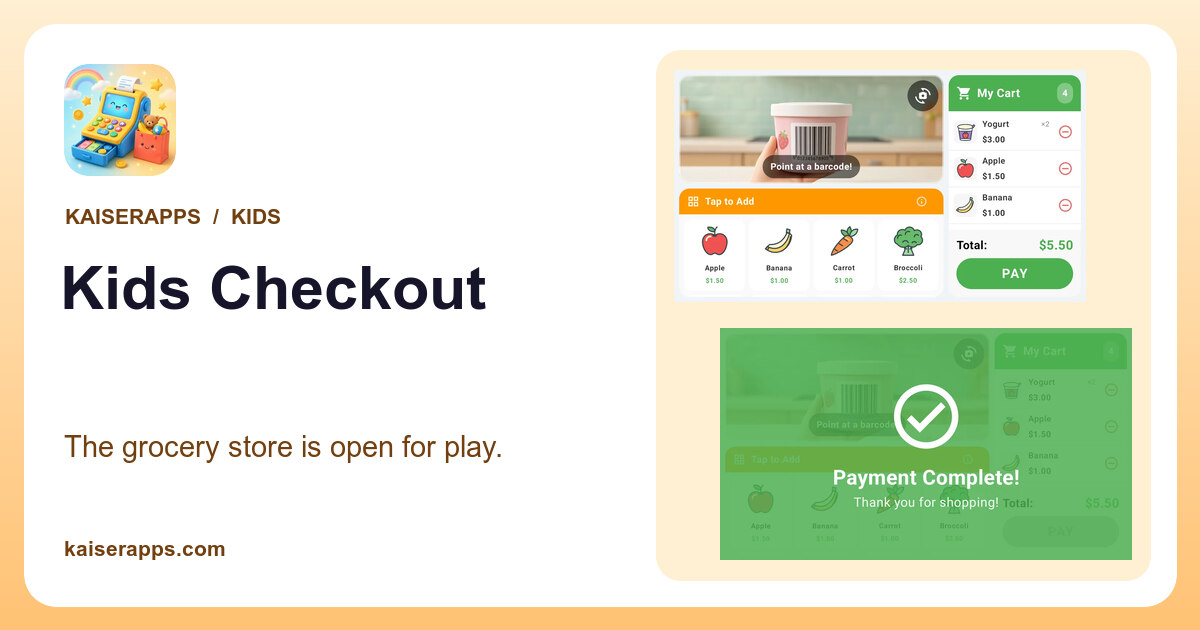 KAISERAPPS / KIDS
Kids Checkout
The grocery store is open for play.
kaiserapps.com
Point at a barcode!
Tap to Add
Apple
$1.50
Banana
$1.00
Carrot
$1.00
Broccoli
$2.50
My Cart
4
Yogurt
×2
$3.00
Apple
$1.50
Banana
$1.00
Total:
$5.50
PAY
Point at a barcode
Tap to Add
Apple
Banana
Carrot
Broccoli
My Cart
4
Yogurt
×2
$3.00
Apple
$1.50
Banana
$1.00
Total:
$5.50
PAY
Payment Complete!
Thank you for shopping!